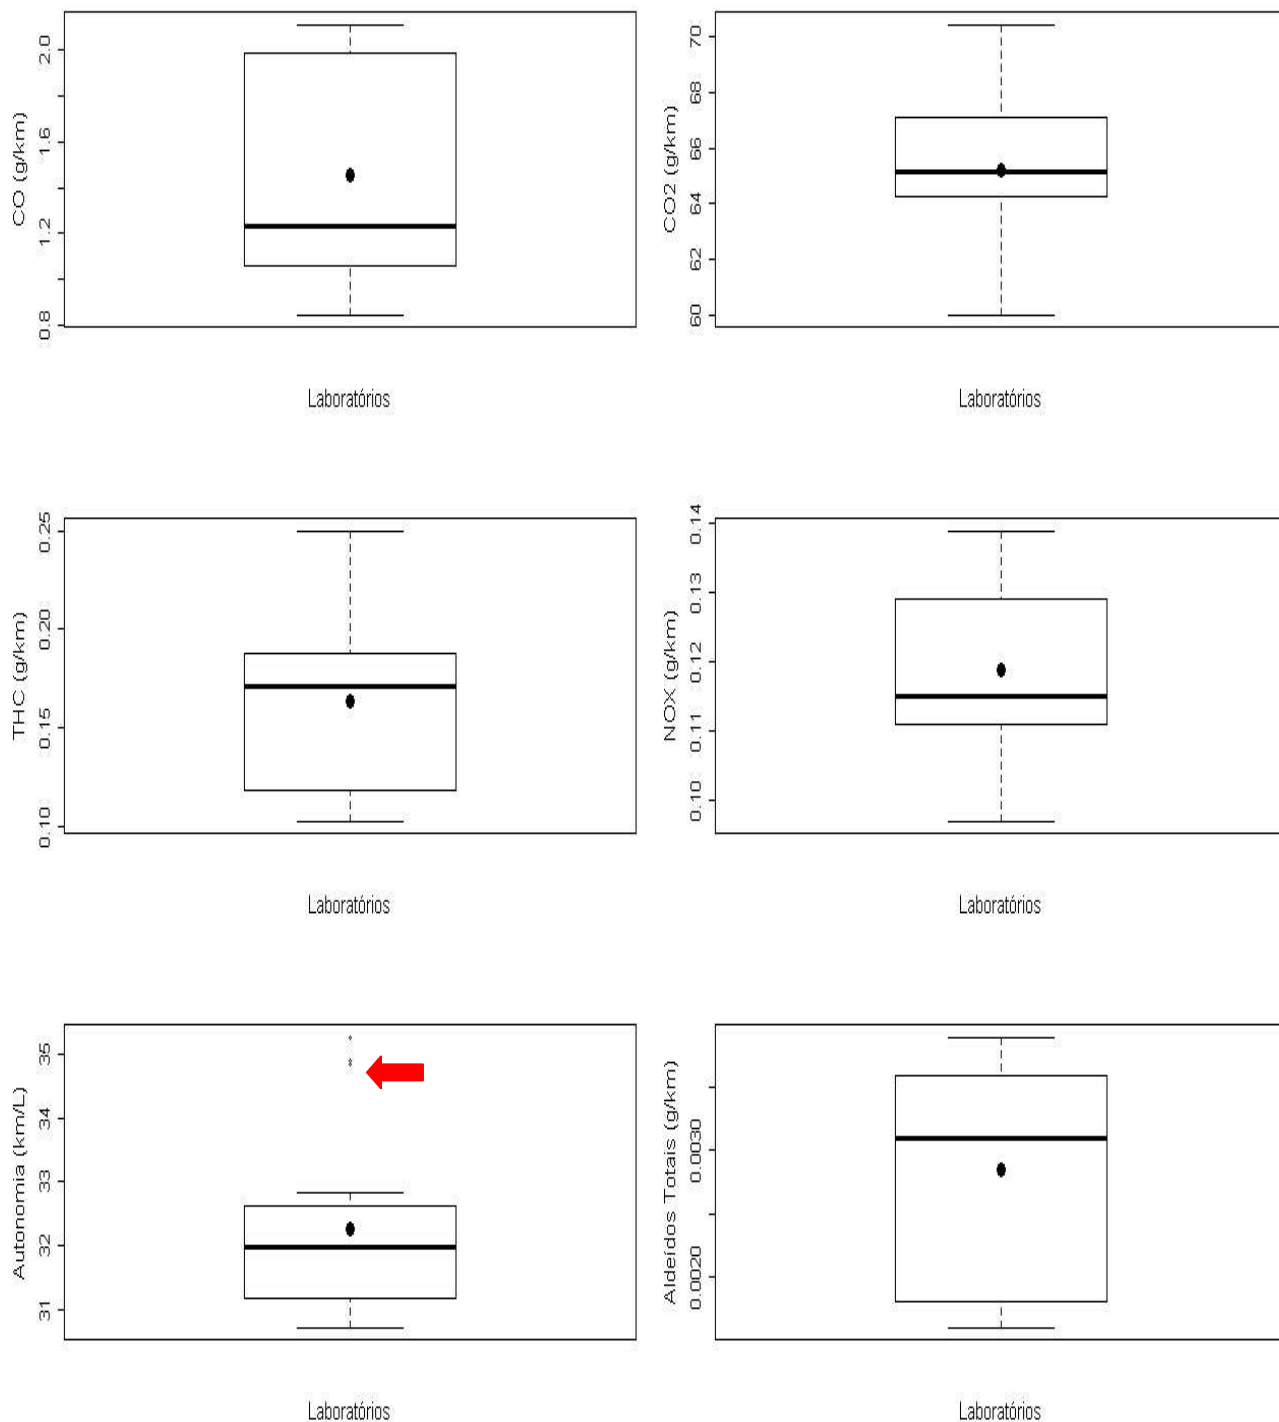 CO (g/km)
2.0
1.6
1.2
0.8
Laboratórios
CO2 (g/km)
70
68
66
64
62
60
Laboratórios
THC (g/km)
0.25
0.20
0.15
0.10
Laboratórios
NOX (g/km)
0.14
0.13
0.12
0.11
0.10
Laboratórios
Autonomia (km/L)
35
34
33
32
31
Laboratórios
Aldeídos Totais (g/km)
0.0030
0.0020
Laboratórios